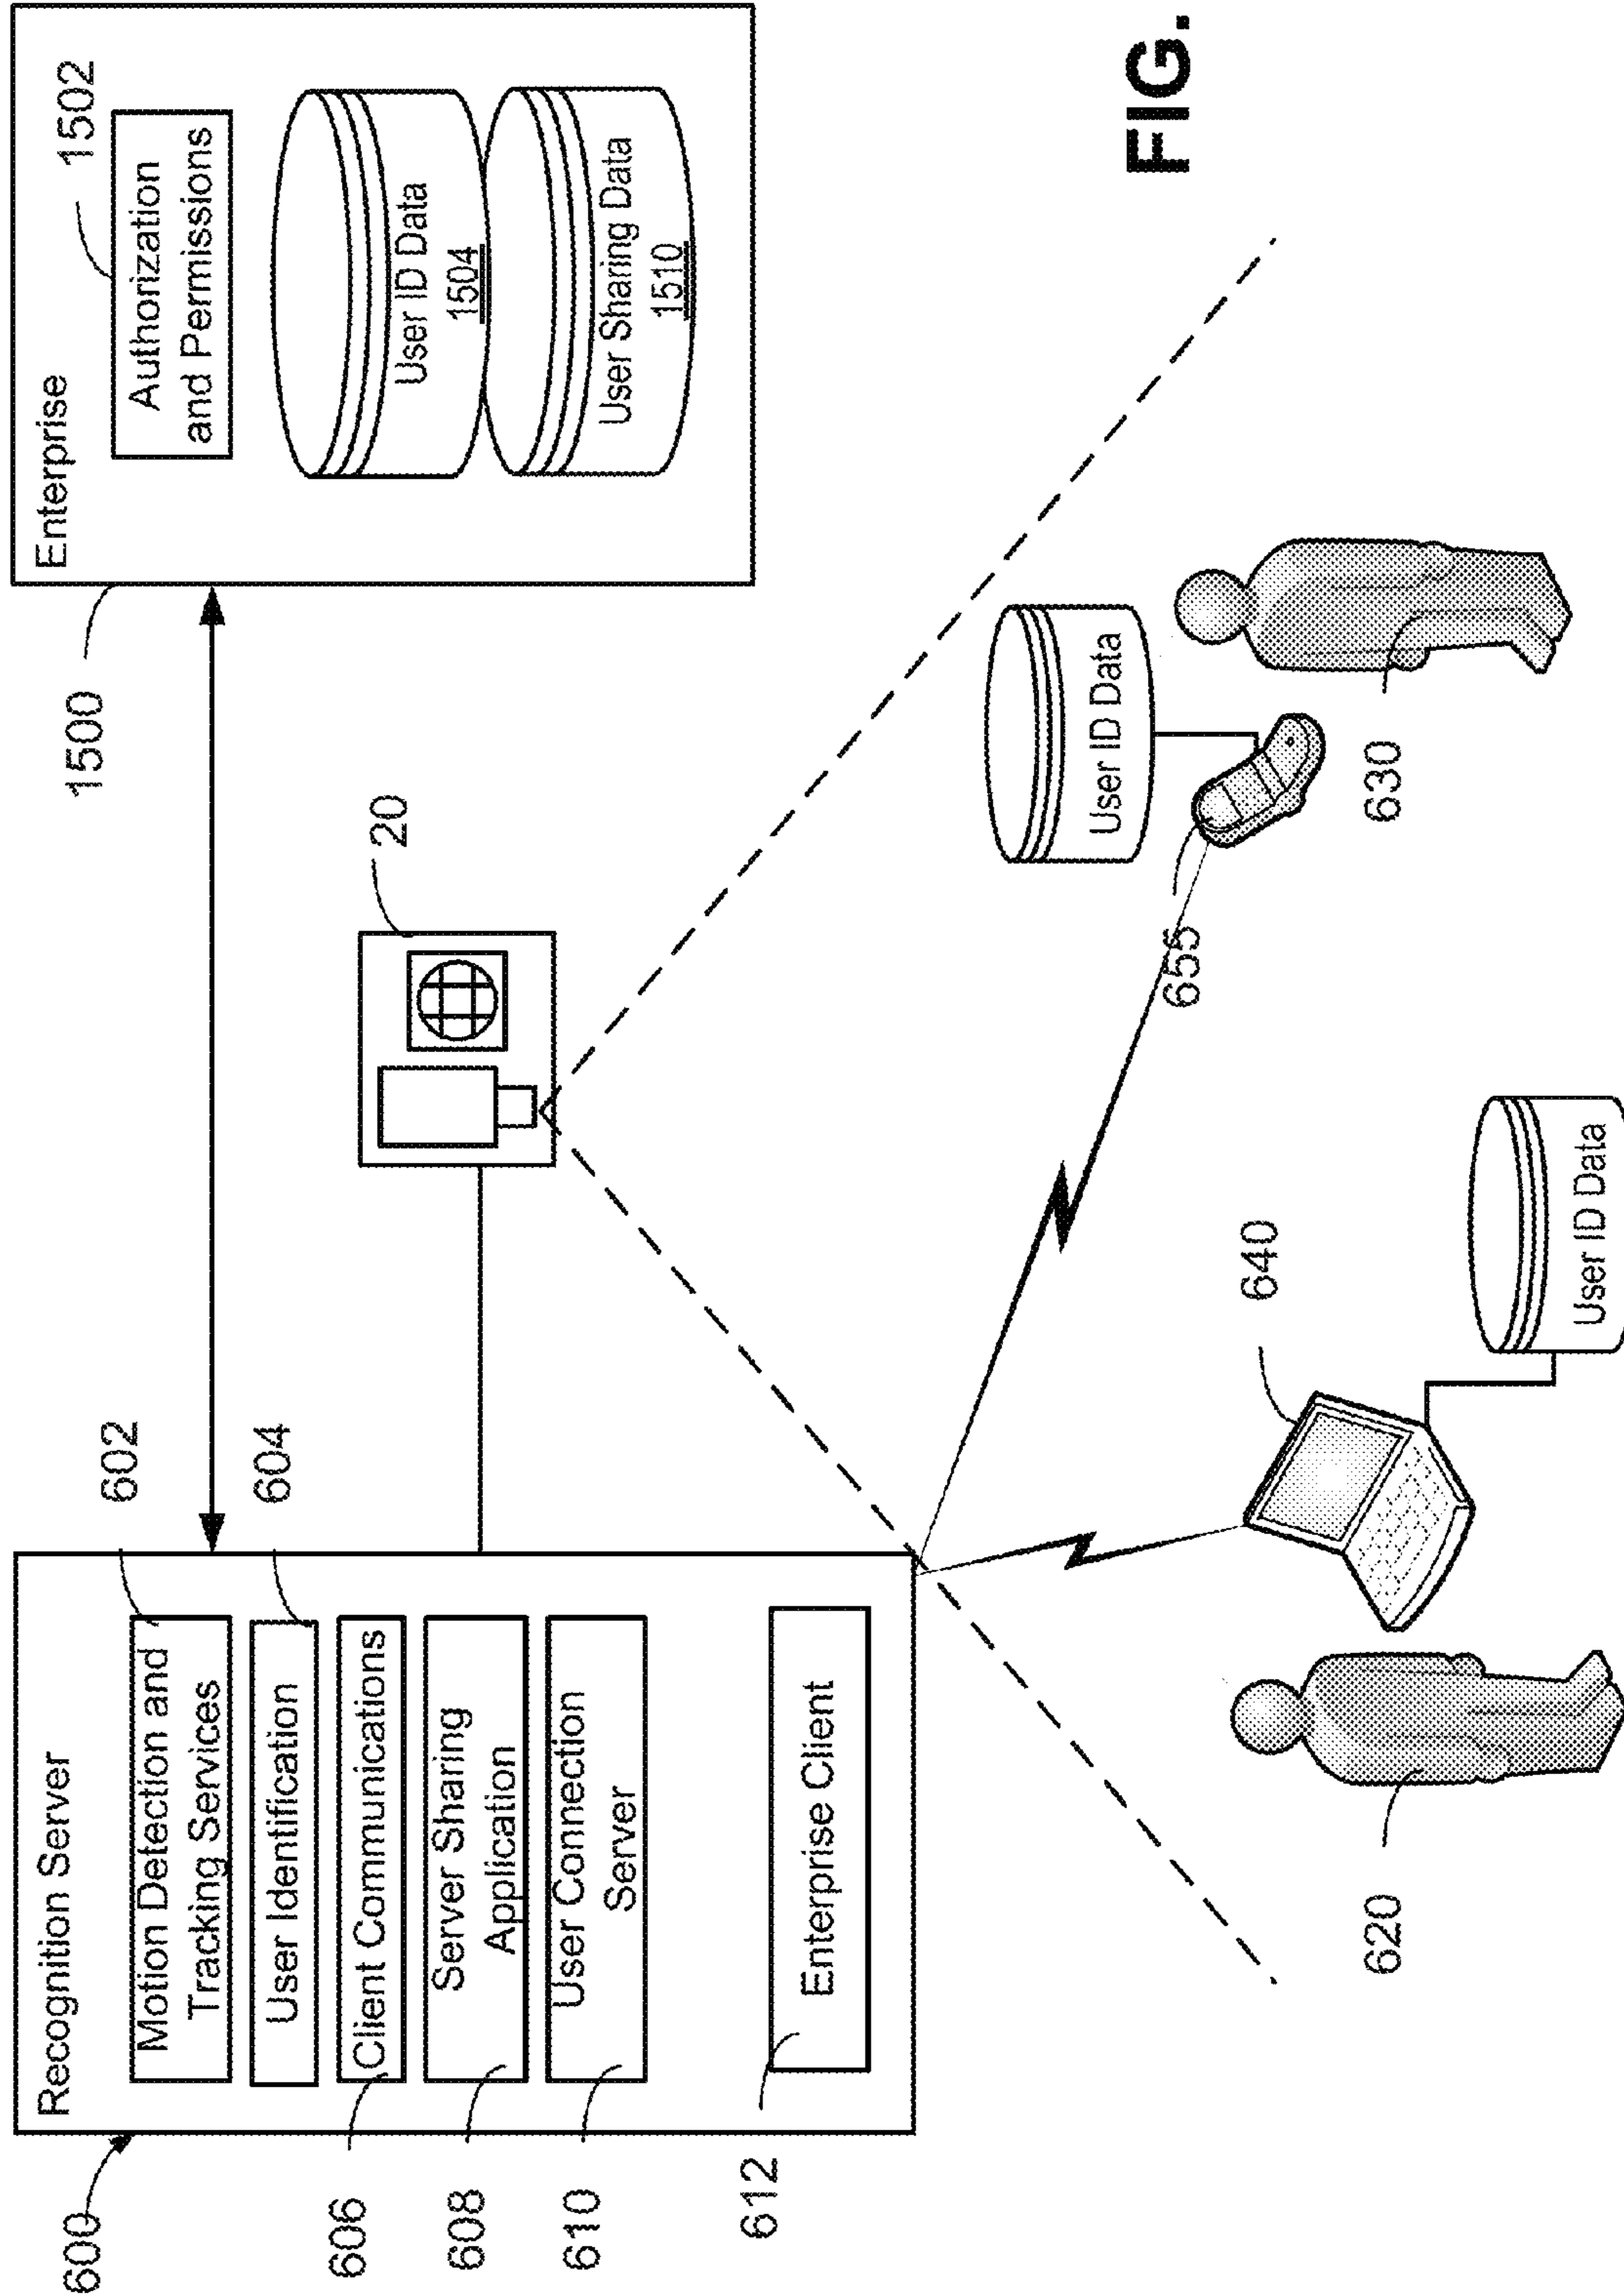 600
Recognition Server
Motion Detection and
Tracking Services
602
User Identification
604
Client Communications
606
Server Sharing
Application
608
User Connection
Server
610
Enterprise Client
612
20
1500
Enterprise
Authorization
and Permissions
1502
User ID Data
1504
User Sharing Data
1510
620
640
User ID Data
655
User ID Data
630
FIG.